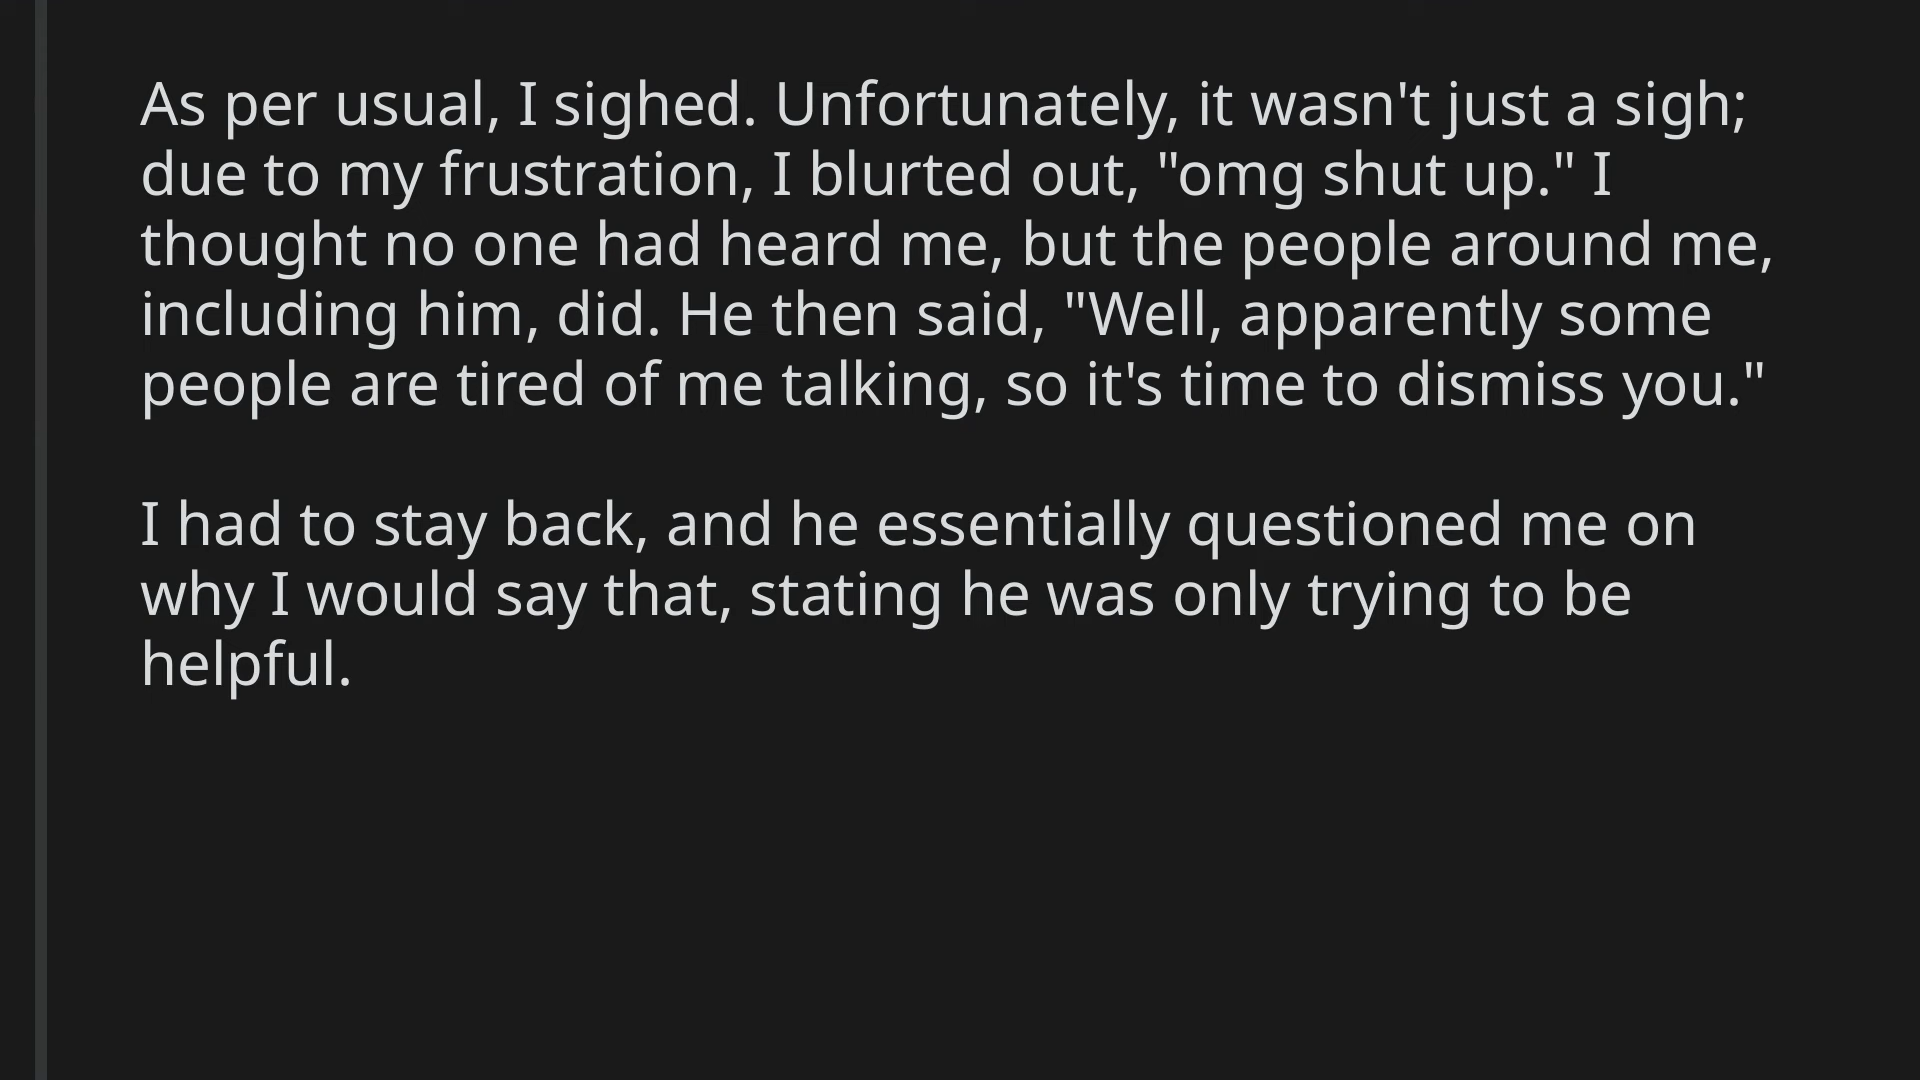 As per usual, I sighed. Unfortunately, it wasn't just a sigh;
due to my frustration, I blurted out, "omg shut up." I
thought no one had heard me, but the people around me,
including him, did. He then said, "Well, apparently some
people are tired of me talking, so it's time to dismiss you."
I had to stay back, and he essentially questioned me on
why I would say that, stating he was only trying to be
helpful.